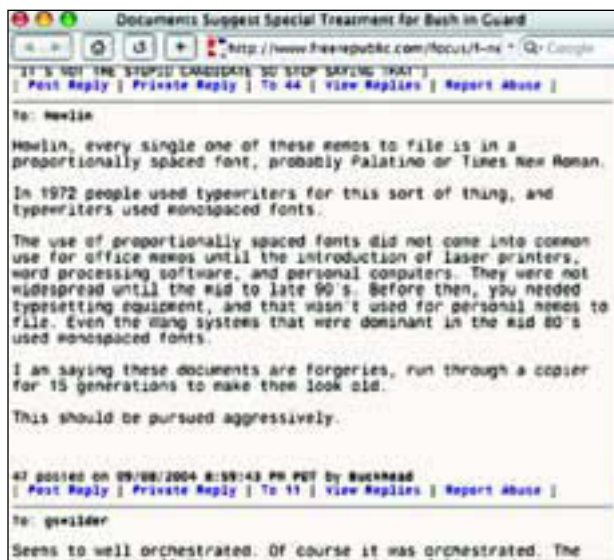 Documents Suggest Special Treatment for Bush in Guard
http://www.freerepublic.com/focus/f-ne
Google
IT'S NOT THE STUPID CANDIDATE SO STOP SAYING THAT
[ Post Reply | Private Reply | To 44 | View Replies | Report Abuse ]
To: Howlin
Howlin, every single one of these memos to file is in a
proportionally spaced font, probably Palatino or Times New Roman.
In 1972 people used typewriters for this sort of thing, and
typewriters used monospaced fonts.
The use of proportionally spaced fonts did not come into common
use for office memos until the introduction of laser printers,
word processing software, and personal computers. They were not
widespread until the mid to late 90's. Before then, you needed
typesetting equipment, and that wasn't used for personal memos to
file. Even the Wang systems that were dominant in the mid 80's
used monospaced fonts.
I am saying these documents are forgeries, run through a copier
for 15 generations to make them look old.
This should be pursued aggressively.
47 posted on 09/08/2004 8:59:43 PM PDT by Buckhead
[ Post Reply | Private Reply | To 11 | View Replies | Report Abuse ]
To: gswilder
Seems to well orchestrated. Of course it was orchestrated. The